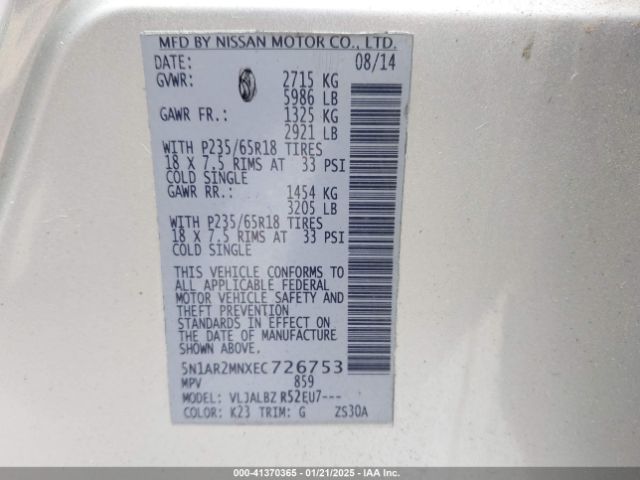 MFD BY NISSAN MOTOR CO., LTD.
DATE: 08/14
GVWR: 2715 KG
5986 LB
GAWR FR.: 1325 KG
2921 LB
WITH P235/65R18 TIRES
18 X 7.5 RIMS AT 33 PSI
COLD SINGLE
GAWR RR.: 1454 KG
3205 LB
WITH P235/65R18 TIRES
18 X 7.5 RIMS AT 33 PSI
COLD SINGLE
THIS VEHICLE CONFORMS TO
ALL APPLICABLE FEDERAL
MOTOR VEHICLE SAFETY AND
THEFT PREVENTION
STANDARDS IN EFFECT ON
THE DATE OF MANUFACTURE
SHOWN ABOVE.
5N1AR2MNXEC726753
MPV 859
MODEL: VLJALBZ R52EU7---
COLOR: K23 TRIM: G ZS30A
000-41370365 - 01/21/2025 - IAA Inc.